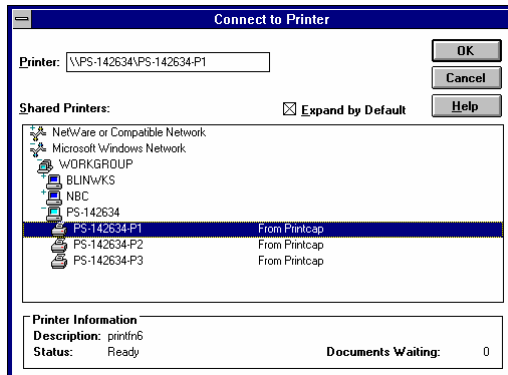 Connect to Printer
Printer: \\PS-142634\PS-142634-P1
OK
Cancel
Help
Shared Printers:
Expand by Default
NetWare or Compatible Network
Microsoft Windows Network
WORKGROUP
BLINWKS
NBC
PS-142634
PS-142634-P1 From Printcap
PS-142634-P2 From Printcap
PS-142634-P3 From Printcap
Printer Information
Description: printfn6
Status: Ready Documents Waiting: 0